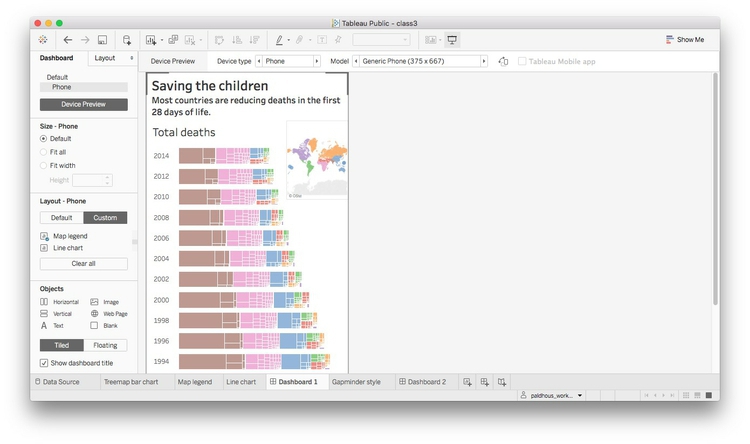 Tableau Public - class3
Show Me
Dashboard
Layout
Device Preview
Device type
Phone
Model
Generic Phone (375 x 667)
Tableau Mobile app
Default
Phone
Device Preview
Size - Phone
Default
Fit all
Fit width
Height
Layout - Phone
Default
Custom
Map legend
Line chart
Clear all
Objects
Horizontal
Image
Vertical
Web Page
A Text
Blank
Tiled
Floating
Show dashboard title
Saving the children
Most countries are reducing deaths in the first
28 days of life.
Total deaths
2014
2012
2010
2008
2006
2004
2002
2000
1998
1996
1994
Data Source
Treemap bar chart
Map legend
Line chart
Dashboard 1
Gapminder style
Dashboard 2
paldhous_work...